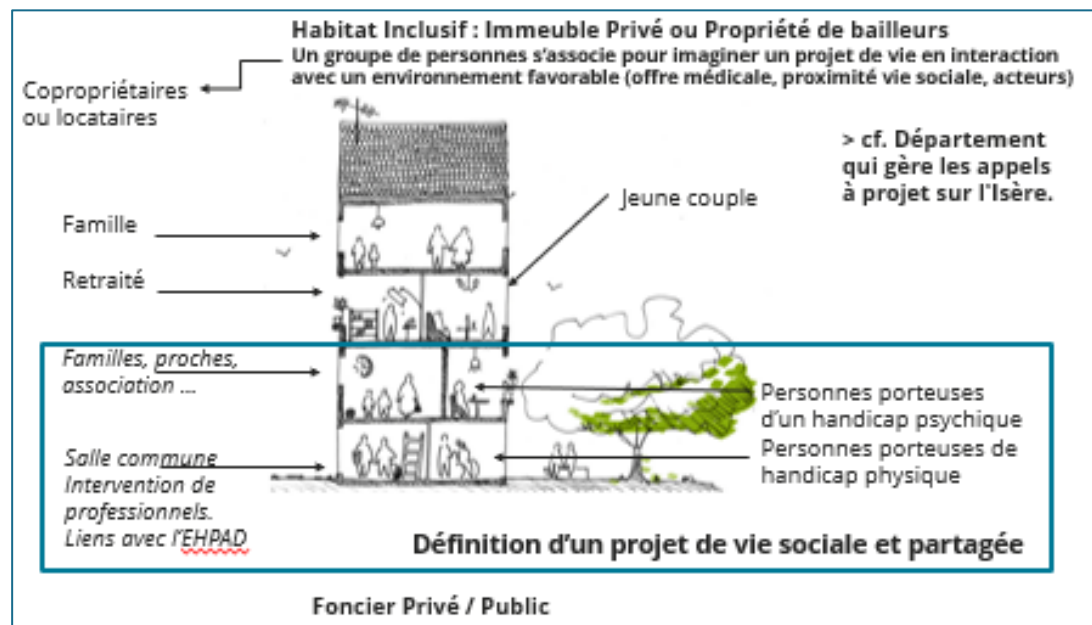 Habitat Inclusif : Immeuble Privé ou Propriété de bailleurs
Un groupe de personnes s'associe pour imaginer un projet de vie en interaction
avec un environnement favorable (offre médicale, proximité vie sociale, acteurs)
Copropriétaires
ou locataires
> cf. Département
qui gère les appels
à projet sur l'Isère.
Jeune couple
Famille
Retraité
Familles, proches,
association ...
Personnes porteuses
d'un handicap psychique
Personnes porteuses de
handicap physique
Salle commune
Intervention de
professionnels.
Liens avec l'EHPAD
Définition d'un projet de vie sociale et partagée
Foncier Privé / Public